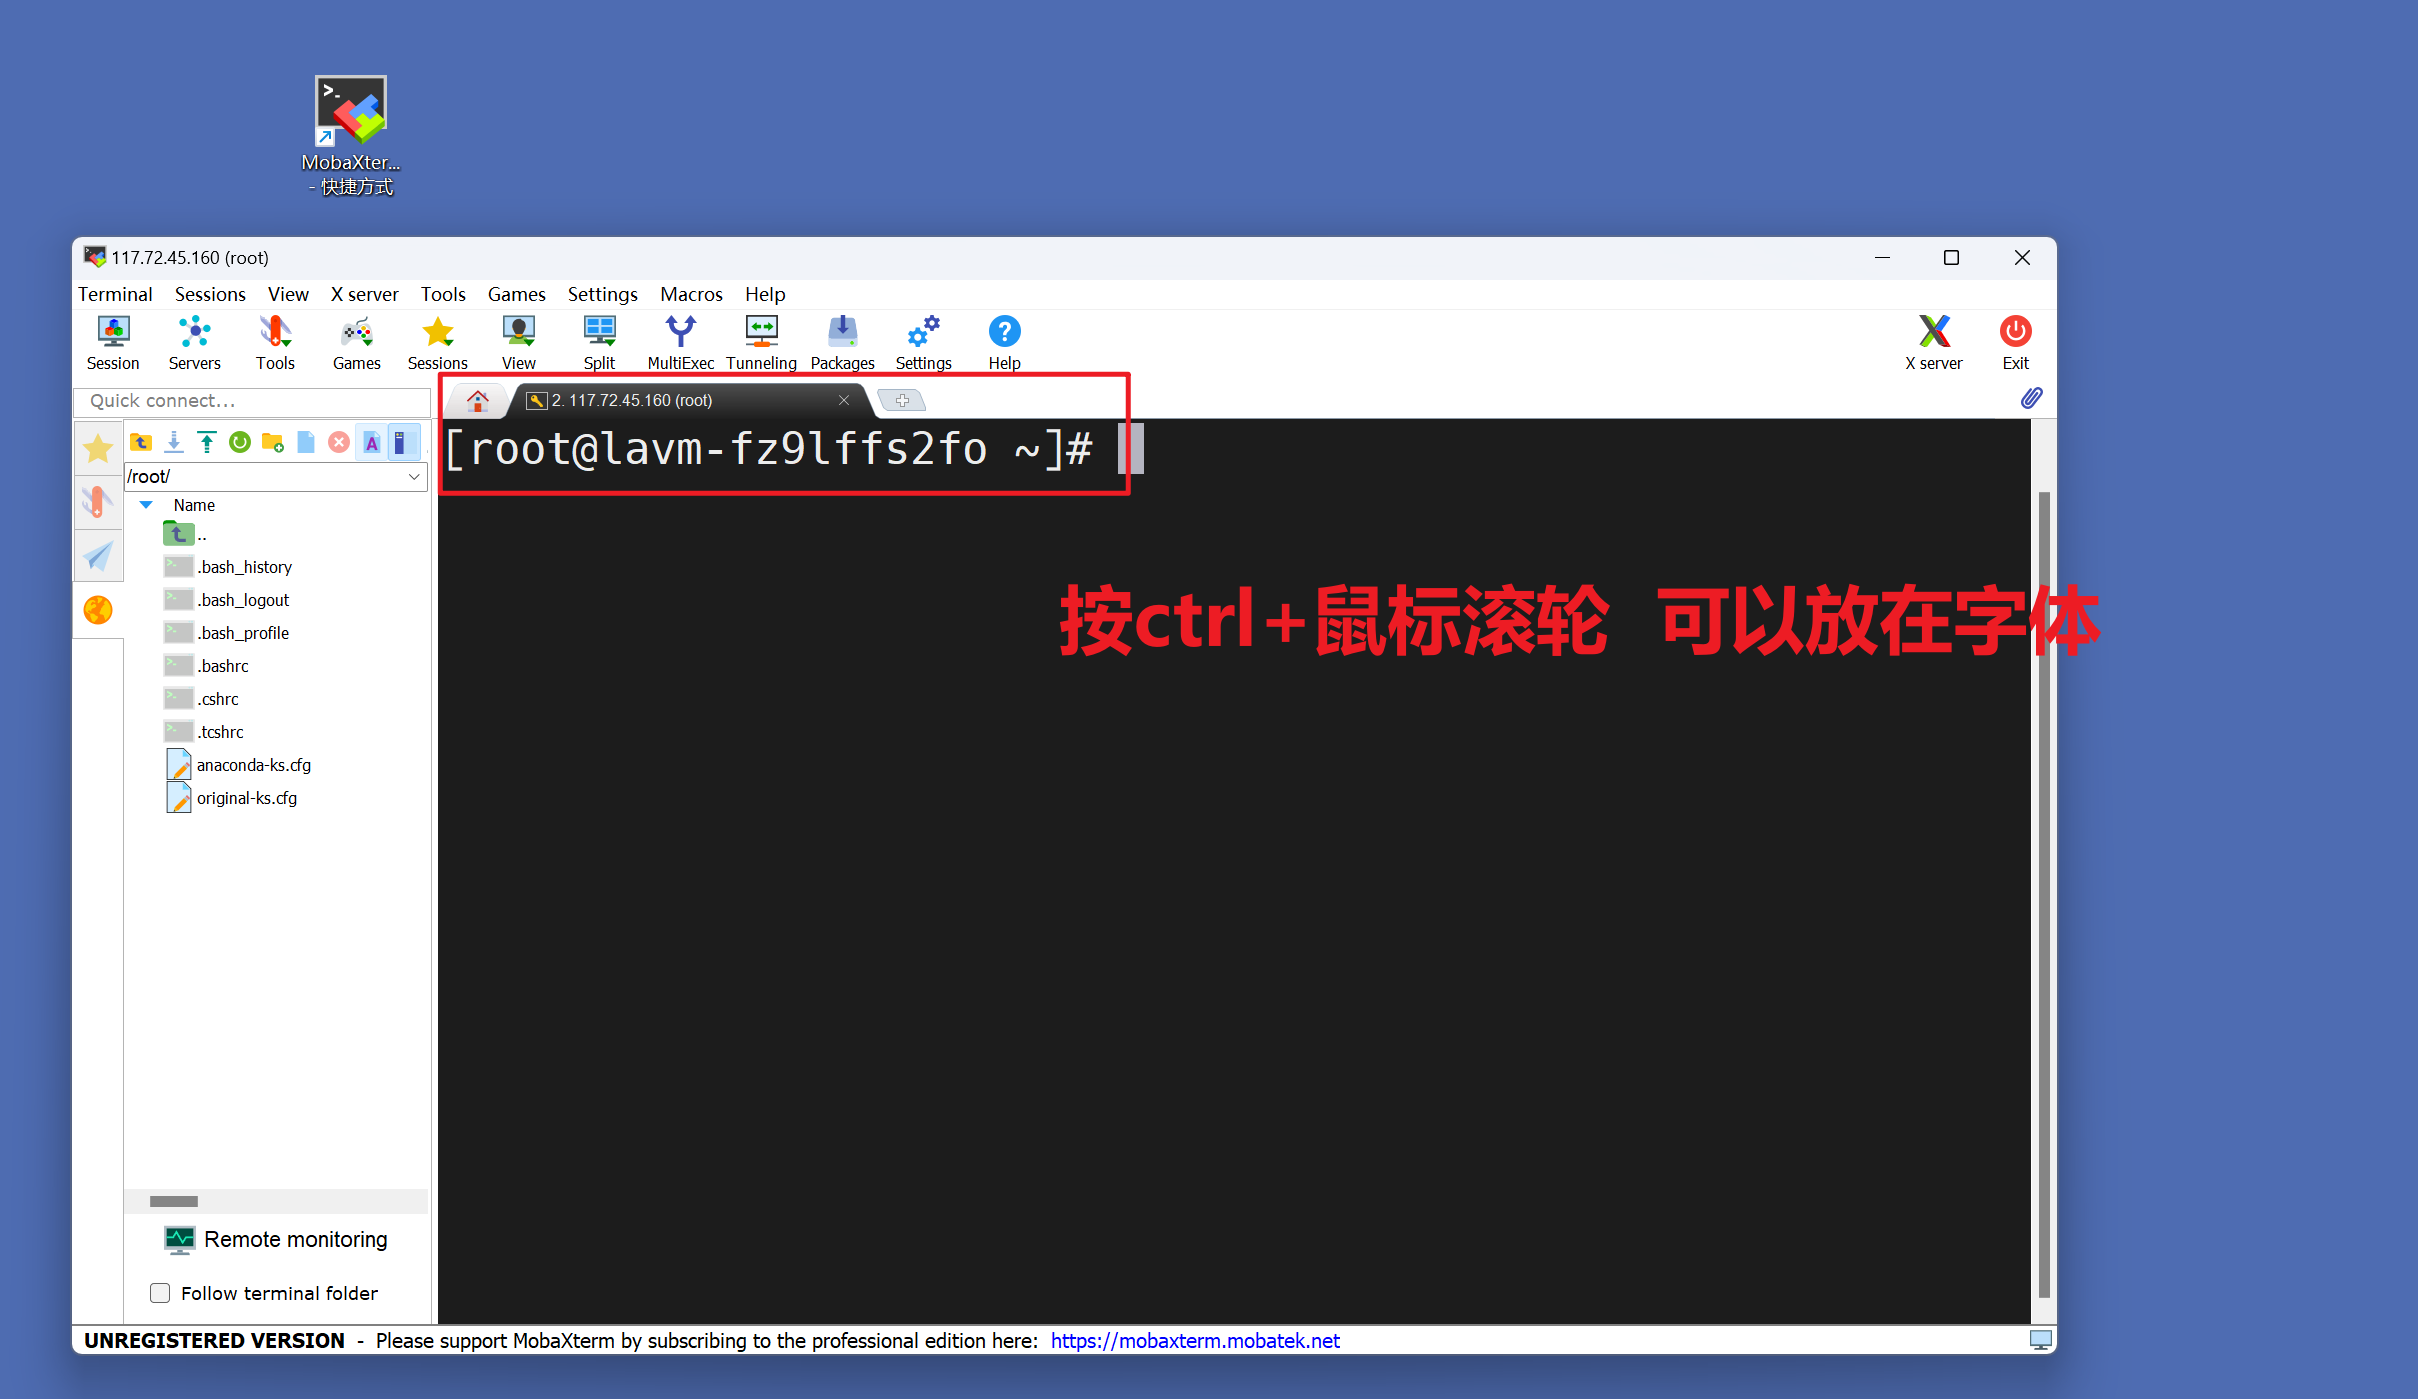 MobaXter...
- 快捷方式
117.72.45.160 (root)
Terminal Sessions View X server Tools Games Settings Macros Help
Session Servers Tools Games Sessions View Split MultiExec Tunneling Packages Settings Help X server Exit
Quick connect...
2. 117.72.45.160 (root)
[root@lavm-fz9lffs2fo ~]#
/root/
Name
..
.bash_history
.bash_logout
.bash_profile
.bashrc
.cshrc
.tcshrc
anaconda-ks.cfg
original-ks.cfg
按ctrl+鼠标滚轮 可以放在字体
Remote monitoring
Follow terminal folder
UNREGISTERED VERSION - Please support MobaXterm by subscribing to the professional edition here: https://mobaxterm.mobatek.net